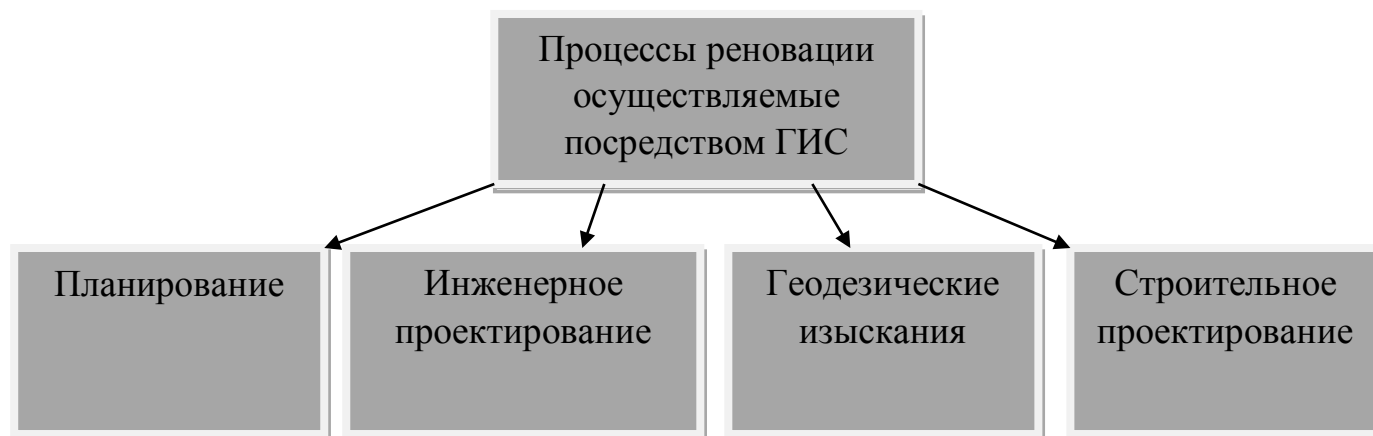 Процессы реновации
осуществляемые
посредством ГИС
Планирование
Инженерное
проектирование
Геодезические
изыскания
Строительное
проектирование